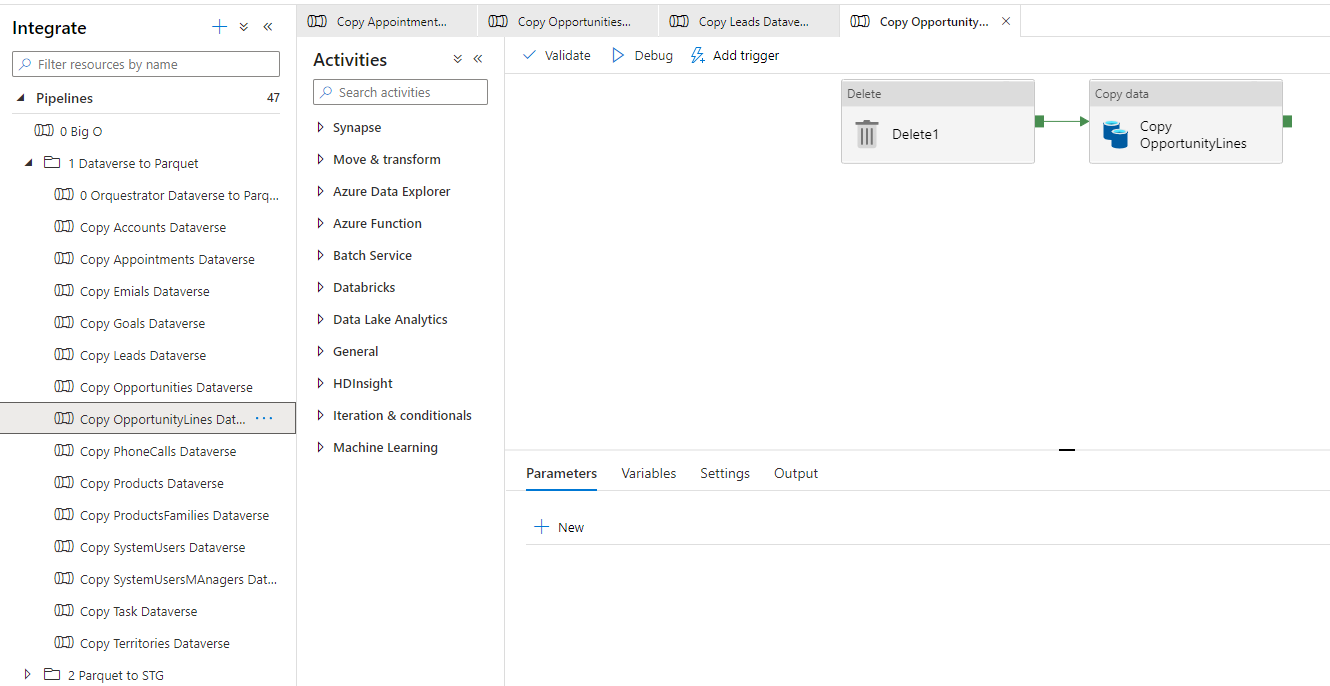 Integrate
Filter resources by name
Pipelines 47
0 Big O
1 Dataverse to Parquet
0 Orquestrator Dataverse to Parq...
Copy Accounts Dataverse
Copy Appointments Dataverse
Copy Emials Dataverse
Copy Goals Dataverse
Copy Leads Dataverse
Copy Opportunities Dataverse
Copy OpportunityLines Dat... ...
Copy PhoneCalls Dataverse
Copy Products Dataverse
Copy ProductsFamilies Dataverse
Copy SystemUsers Dataverse
Copy SystemUsersMAnagers Dat...
Copy Task Dataverse
Copy Territories Dataverse
2 Parquet to STG
Copy Appointment... Copy Opportunities... Copy Leads Datave... Copy Opportunity...
Activities
Search activities
Synapse
Move & transform
Azure Data Explorer
Azure Function
Batch Service
Databricks
Data Lake Analytics
General
HDInsight
Iteration & conditionals
Machine Learning
Validate Debug Add trigger
Delete
Delete1
Copy data
Copy
OpportunityLines
Parameters Variables Settings Output
New